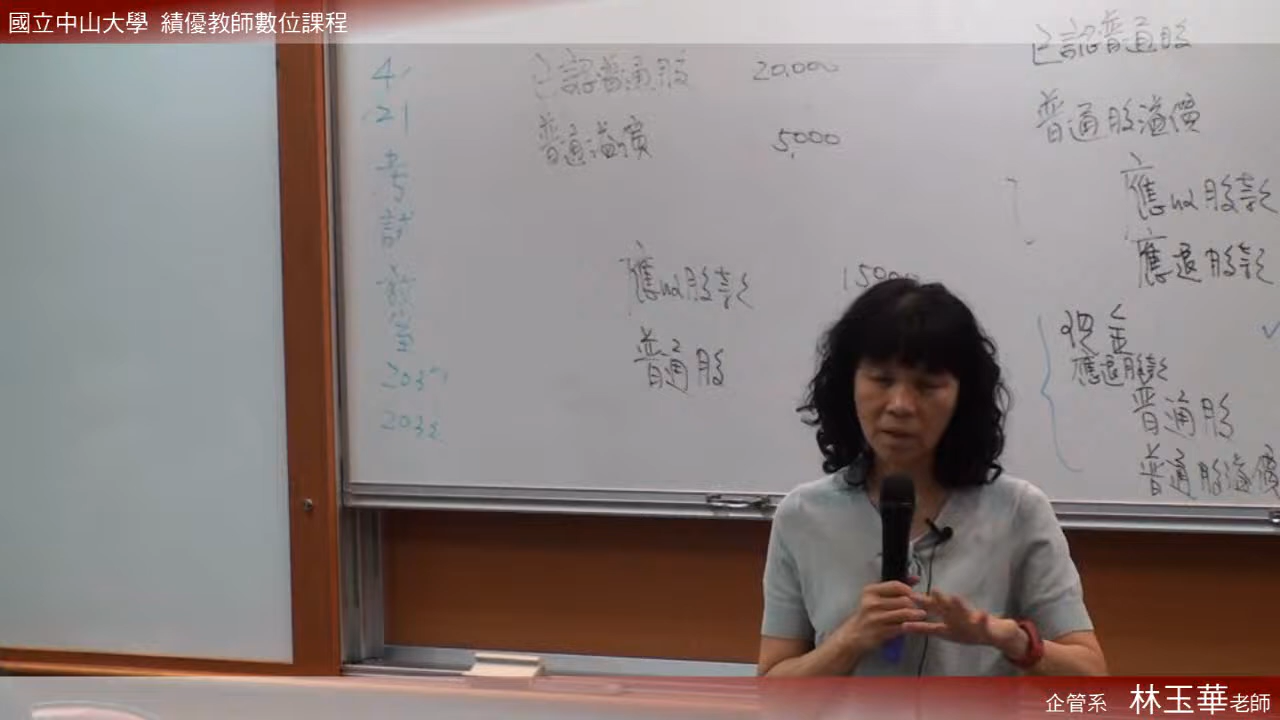 國立中山大學 績優教師數位課程
4/
21
考
試
教
室
已認普通股 20,000
普通溢價 5,000
應收股款
普通股
已認普通股
普通股溢價
應收股款
應退股款
現金
應退股款
普通股
普通股溢價
企管系 林玉華老師